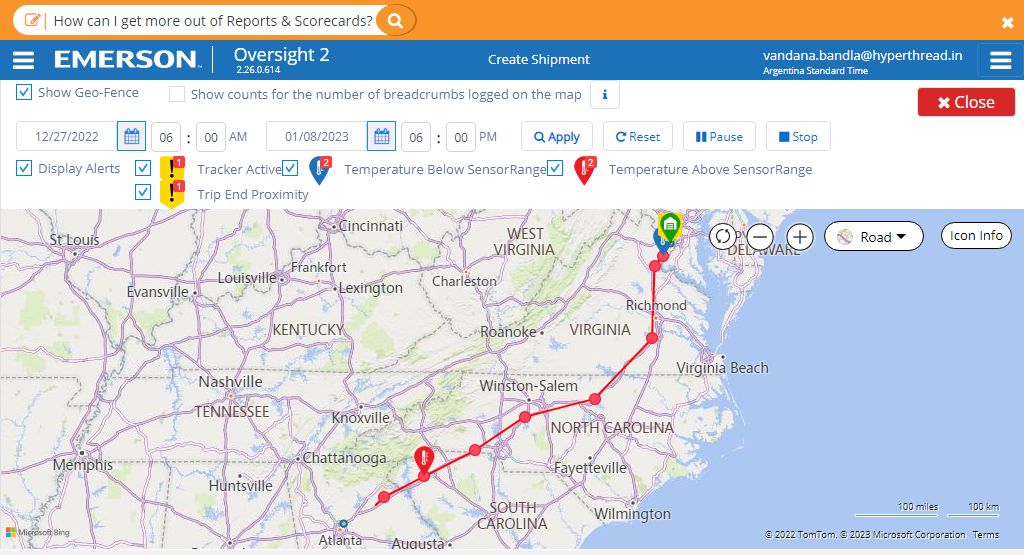 How can I get more out of Reports & Scorecards?
EMERSON
Oversight 2
2.26.0.614
Create Shipment
vandana.bandla@hyperthread.in
Argentina Standard Time
Show Geo-Fence
Show counts for the number of breadcrumbs logged on the map
i
Close
12/27/2022
06 : 00 AM
01/08/2023
06 : 00 PM
Apply
Reset
Pause
Stop
Display Alerts
1
Tracker Active
2
Temperature Below SensorRange
2
Temperature Above SensorRange
1
Trip End Proximity
Road
Icon Info
St Louis
Cincinnati
WEST
VIRGINIA
DELAWARE
Frankfort
Louisville
Evansville
Lexington
Charleston
Richmond
KENTUCKY
Roanoke
VIRGINIA
Virginia Beach
Nashville
Winston-Salem
TENNESSEE
Knoxville
NORTH CAROLINA
Memphis
Chattanooga
Fayetteville
Huntsville
SOUTH
CAROLINA
Wilmington
Atlanta
Augusta
Microsoft Bing
100 miles
100 km
© 2022 TomTom, © 2023 Microsoft Corporation Terms